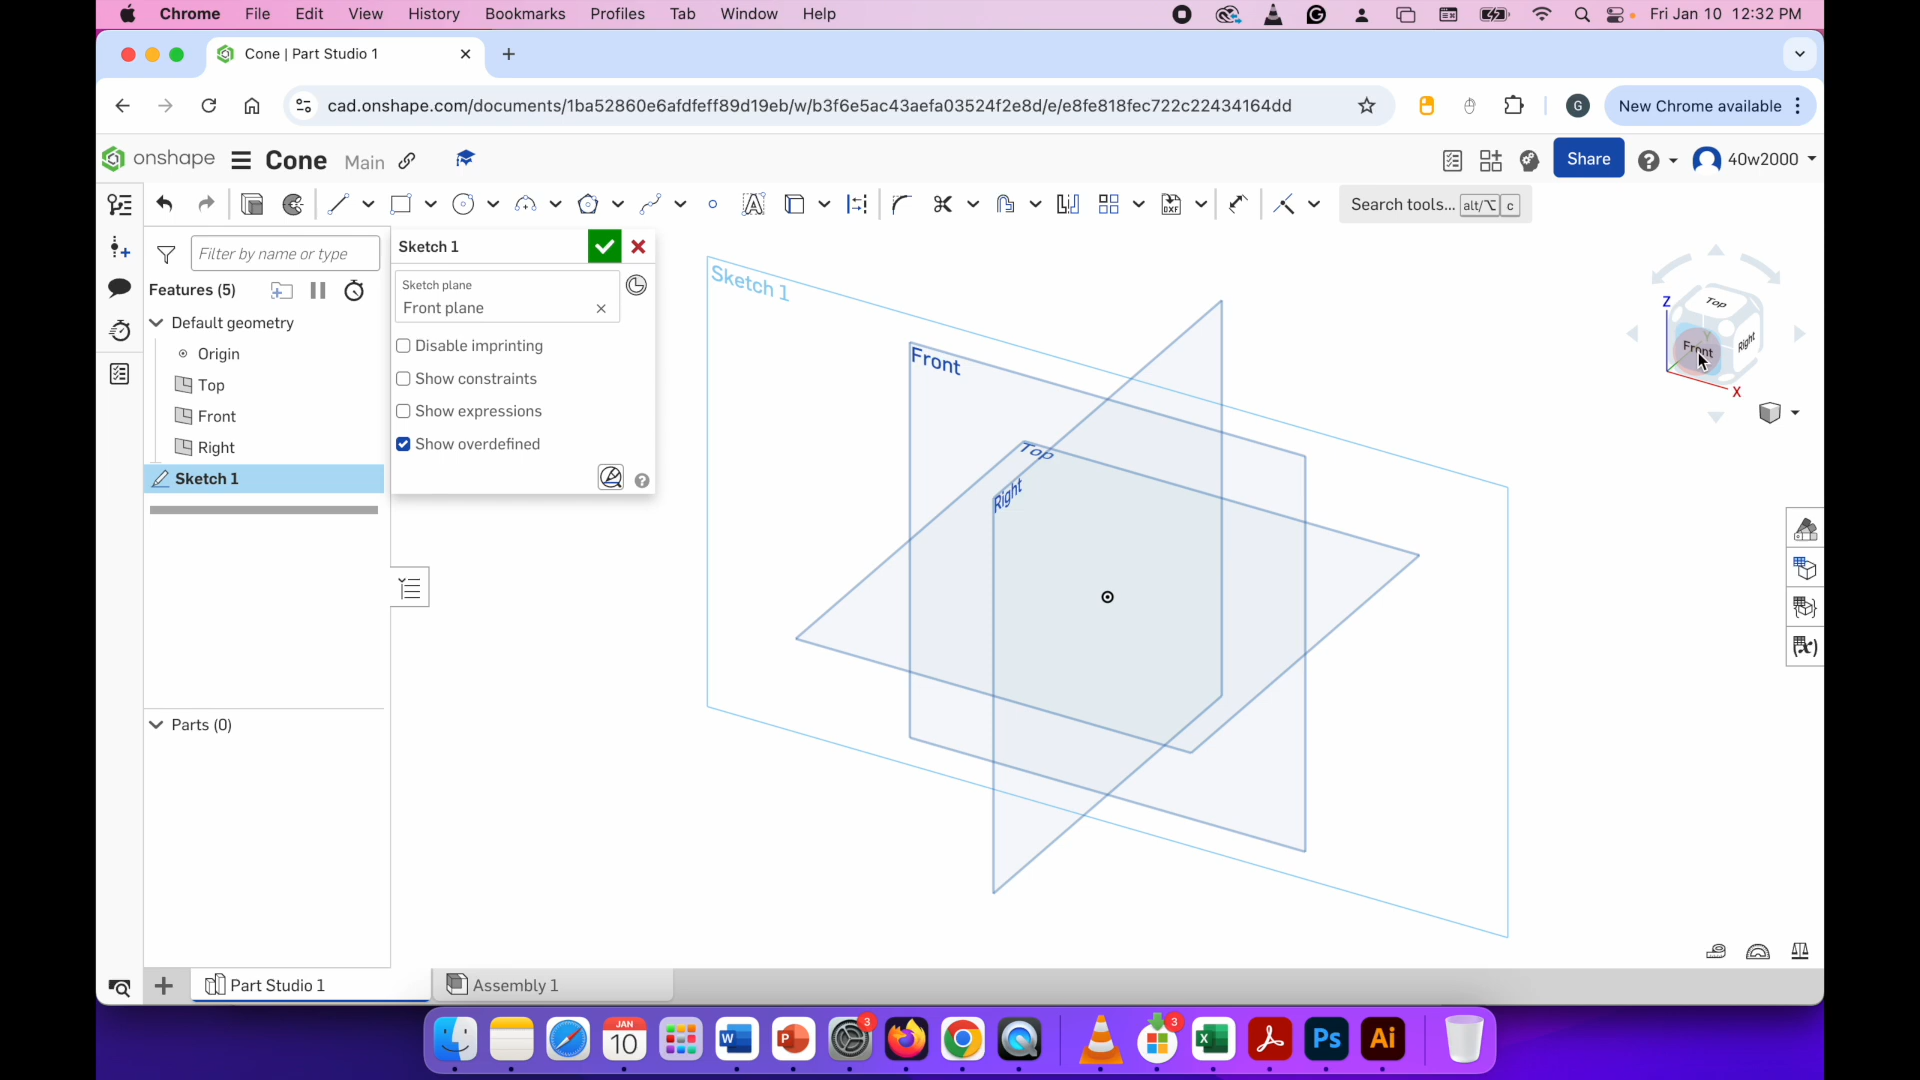 Chrome File Edit View History Bookmarks Profiles Tab Window Help Fri Jan 10 12:32 PM
Cone | Part Studio 1
cad.onshape.com/documents/1ba52860e6afdfeff89d19eb/w/b3f6e5ac43aefa03524f2e8d/e/e8fe818fec722c22434164dd G New Chrome available
onshape Cone Main Share 40w2000
Search tools... alt/⌥ c
Filter by name or type
Features (5)
Default geometry
Origin
Top
Front
Right
Sketch 1
Parts (0)
Sketch 1
Sketch plane
Front plane
Disable imprinting
Show constraints
Show expressions
Show overdefined
Sketch 1
Front
Top
Right
Z
Top
Front
Right
Y
X
Part Studio 1 Assembly 1
JAN
10
W
P
3
3
X
Ps
Ai